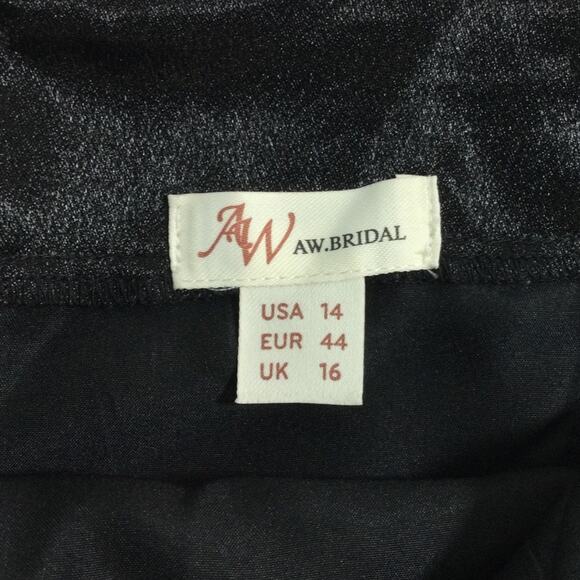 AW AW.BRIDAL
USA 14
EUR 44
UK 16